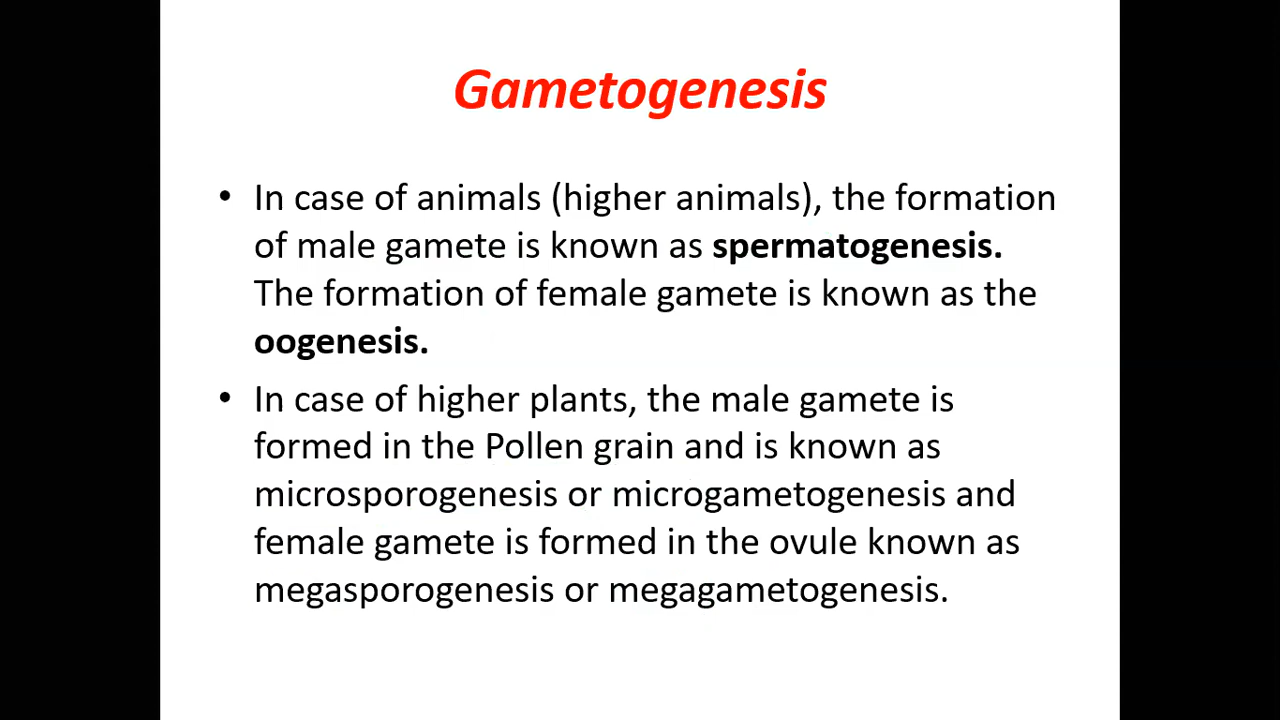 Gametogenesis
• In case of animals (higher animals), the formation
of male gamete is known as spermatogenesis.
The formation of female gamete is known as the
oogenesis.
• In case of higher plants, the male gamete is
formed in the Pollen grain and is known as
microsporogenesis or microgametogenesis and
female gamete is formed in the ovule known as
megasporogenesis or megagametogenesis.